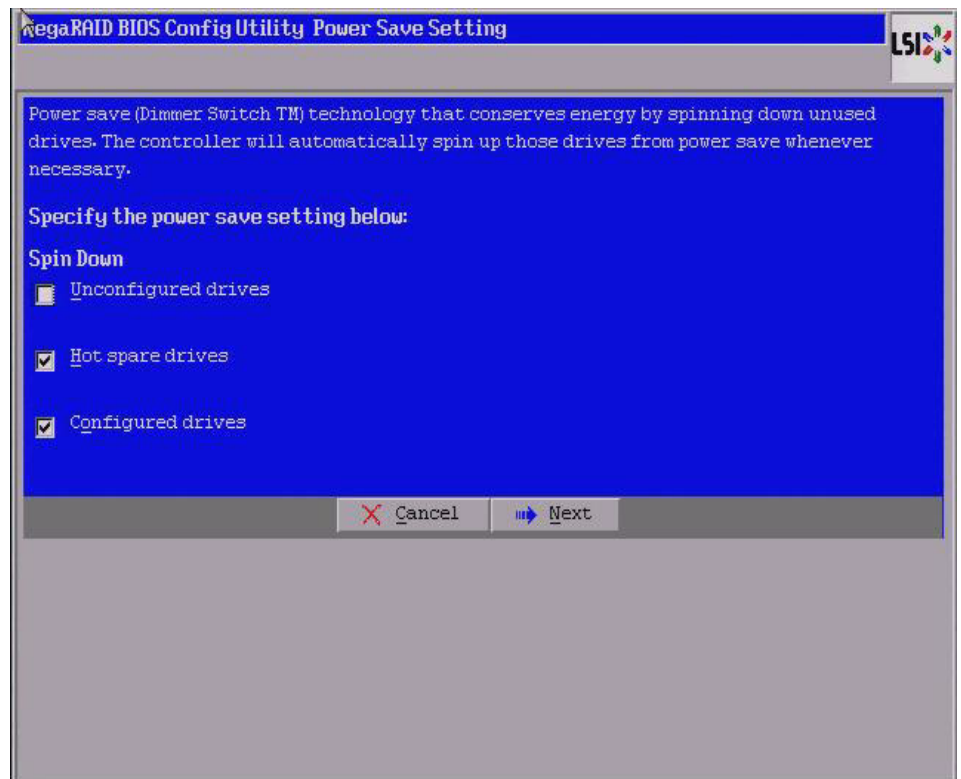 MegaRAID BIOS Config Utility Power Save Setting
LSI
Power save (Dimmer Switch TM) technology that conserves energy by spinning down unused
drives. The controller will automatically spin up those drives from power save whenever
necessary.
Specify the power save setting below:
Spin Down
Unconfigured drives
Hot spare drives
Configured drives
Cancel
Next